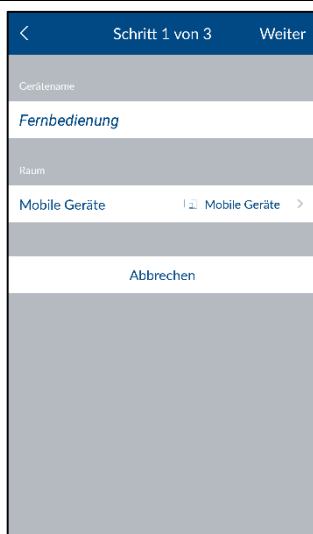 Schritt 1 von 3 Weiter
Gerätename
Fernbedienung
Raum
Mobile Geräte Mobile Geräte
Abbrechen